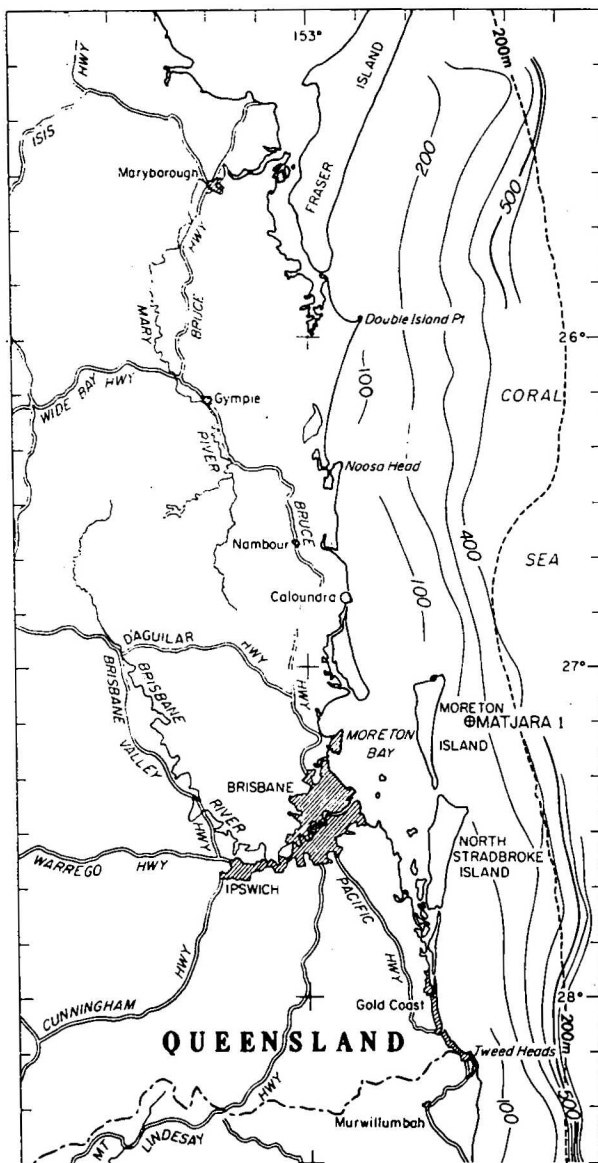 153°
200m
HWY
ISLAND
ISIS
200
500
Maryborough
FRASER
HWY
BRUCE
MARY
Double Island Pt
26°
WIDE BAY HWY
100
CORAL
Gympie
RIVER
Noosa Head
BRUCE
400
Nambour
SEA
100
Caloundra
D'AGUILAR
HWY
27°
HWY
BRISBANE
BRISBANE
VALLEY
MORETON
ISLAND
MATJARA 1
MORETON
BAY
BRISBANE
RIVER
HWY
NORTH
STRADBROKE
ISLAND
WARREGO HWY
IPSWICH
PACIFIC
HWY
HWY
CUNNINGHAM
Gold Coast
28°
QUEENSLAND
200m
Tweed Heads
HWY
100
500
Murwillumbah
MT LINDESAY